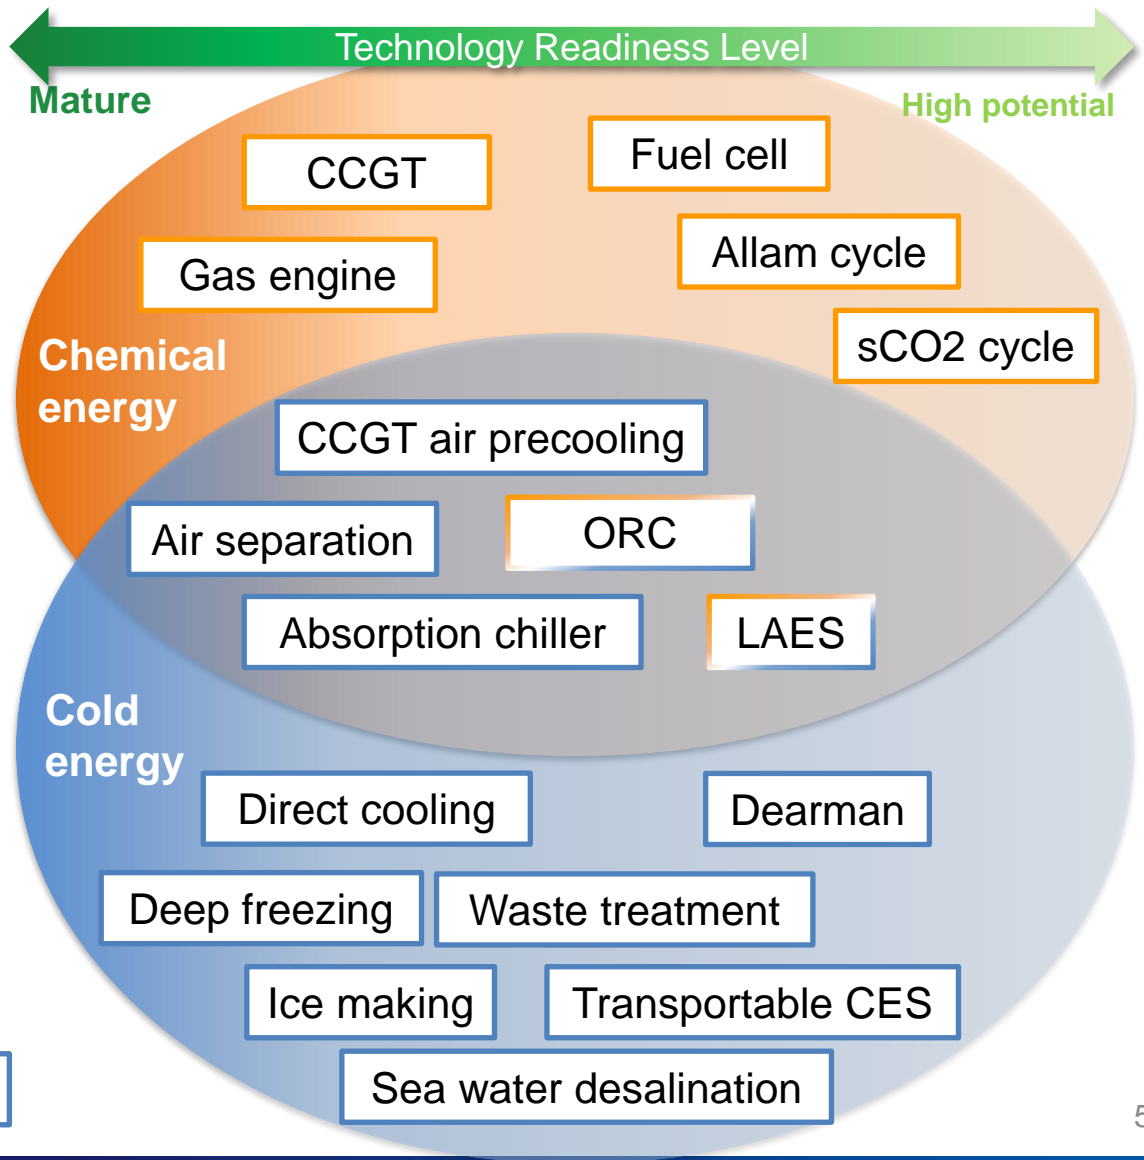 Technology Readiness Level
Mature
High potential
CCGT
Fuel cell
Gas engine
Allam cycle
sCO2 cycle
Chemical
energy
CCGT air precooling
Air separation
ORC
Absorption chiller
LAES
Cold
energy
Direct cooling
Dearman
Deep freezing
Waste treatment
Ice making
Transportable CES
Sea water desalination
5